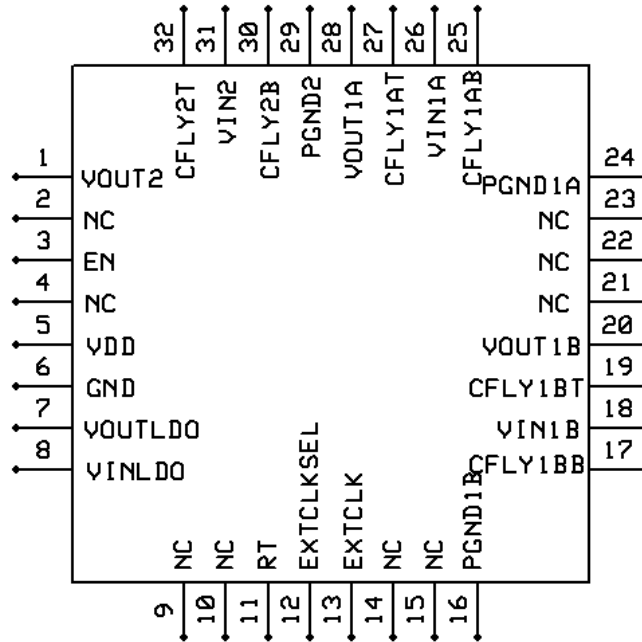 32 31 30 29 28 27 26 25
CFLY2T
VIN2
CFLY2B
PGND2
VOUT1A
CFLY1AT
VIN1A
CFLY1AB
1 VOUT2
2 NC
3 EN
4 NC
5 VDD
6 GND
7 VOUTLDO
8 VINLDO
PGND1A 24
NC 23
NC 22
NC 21
VOUT1B 20
CFLY1BT 19
VIN1B 18
CFLY1BB 17
NC
NC
RT
EXTCLKSEL
EXTCLK
NC
NC
PGND1B
9 10 11 12 13 14 15 16